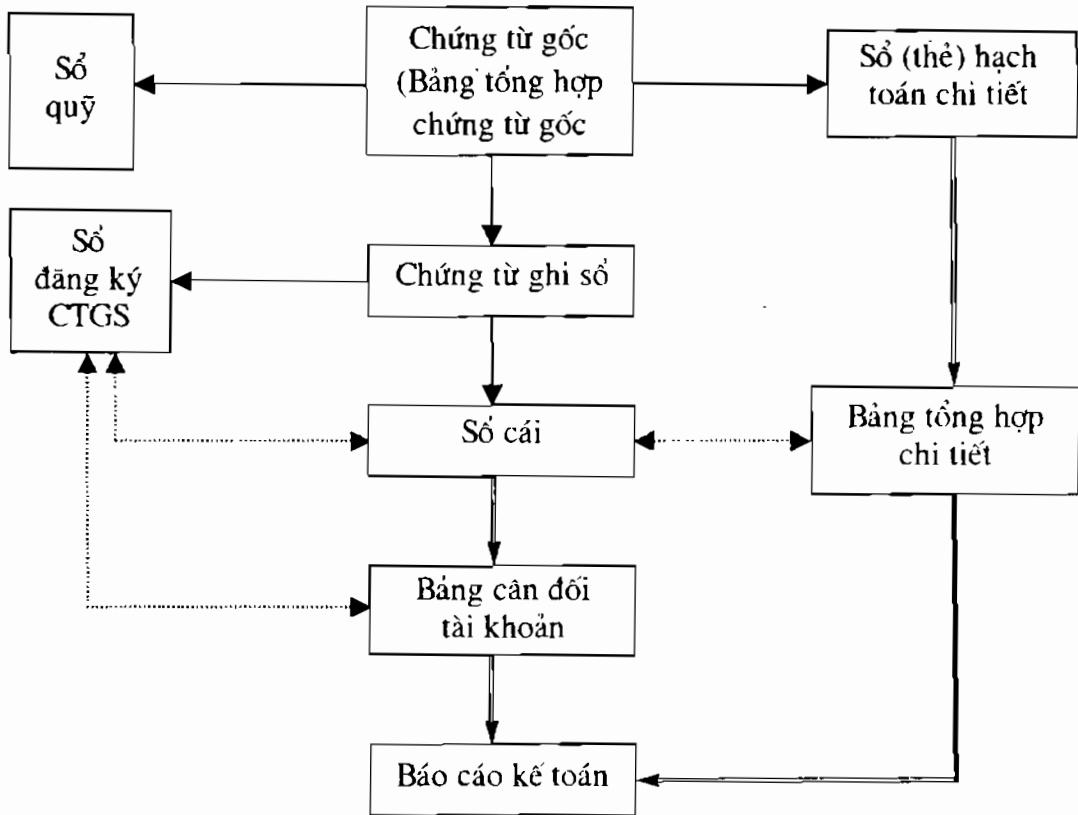 Sổ
quỹ
Chứng từ gốc
(Bảng tổng hợp
chứng từ gốc
Sổ (thẻ) hạch
toán chi tiết
Sổ
đăng ký
CTGS
Chứng từ ghi sổ
Sổ cái
Bảng tổng hợp
chi tiết
Bảng cân đối
tài khoản
Báo cáo kế toán